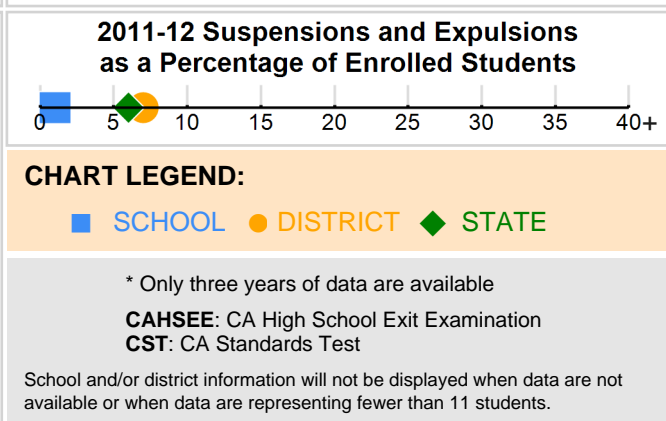 2011-12 Suspensions and Expulsions
as a Percentage of Enrolled Students
0 5 10 15 20 25 30 35 40+
CHART LEGEND:
SCHOOL DISTRICT STATE
* Only three years of data are available
CAHSEE: CA High School Exit Examination
CST: CA Standards Test
School and/or district information will not be displayed when data are not
available or when data are representing fewer than 11 students.